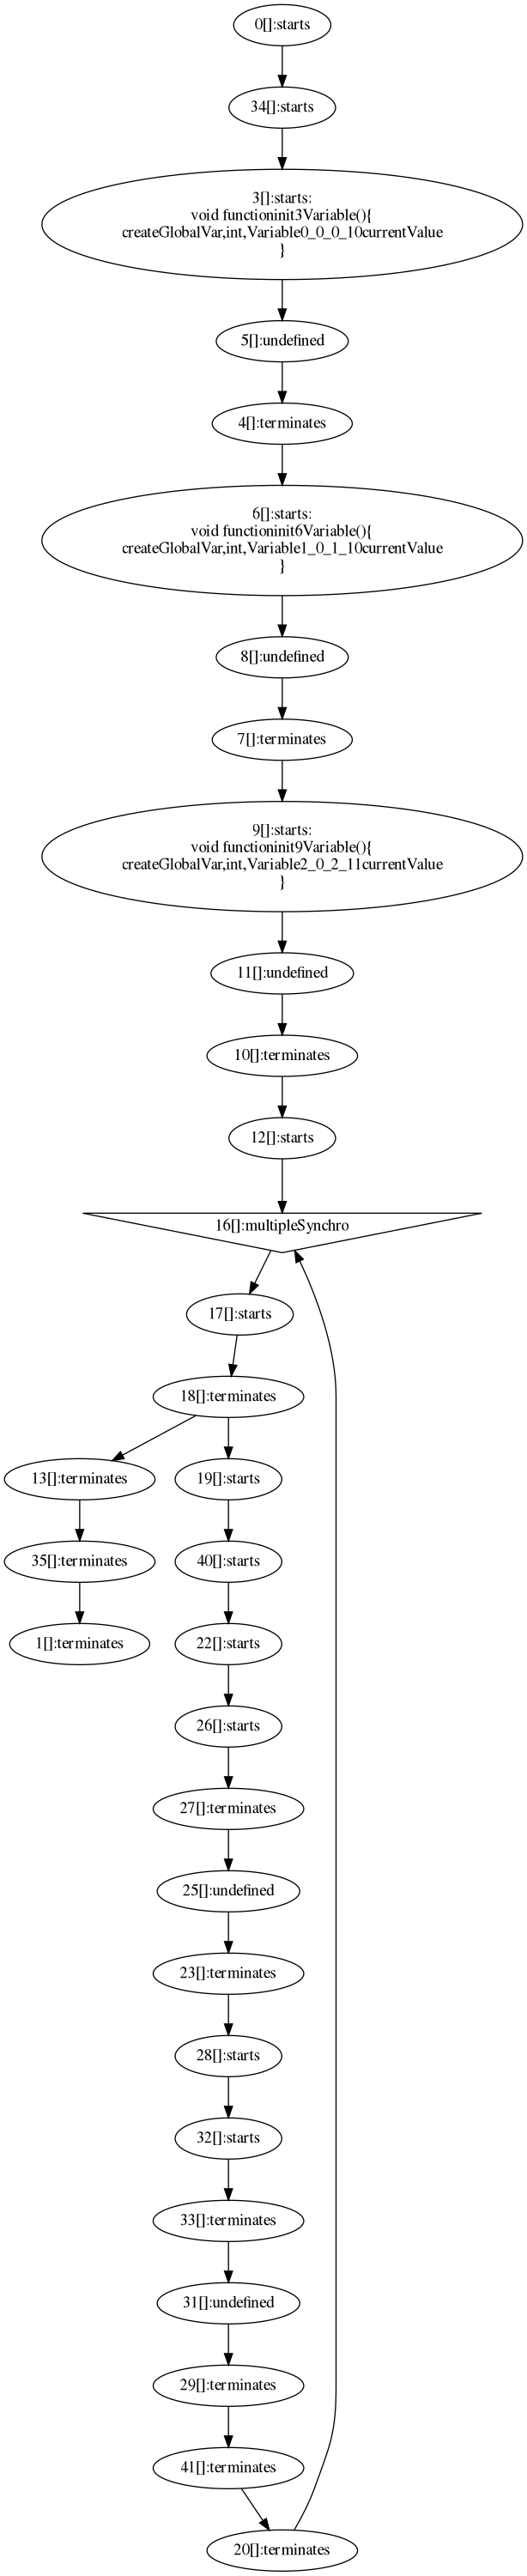 0[]:starts
34[]:starts
3[]:starts:
void functioninit3Variable(){
createGlobalVar,int,Variable0_0_0_10currentValue
}
5[]:undefined
4[]:terminates
6[]:starts:
void functioninit6Variable(){
createGlobalVar,int,Variable1_0_1_10currentValue
}
8[]:undefined
7[]:terminates
9[]:starts:
void functioninit9Variable(){
createGlobalVar,int,Variable2_0_2_11currentValue
}
11[]:undefined
10[]:terminates
12[]:starts
16[]:multipleSynchro
17[]:starts
18[]:terminates
13[]:terminates
19[]:starts
35[]:terminates
40[]:starts
1[]:terminates
22[]:starts
26[]:starts
27[]:terminates
25[]:undefined
23[]:terminates
28[]:starts
32[]:starts
33[]:terminates
31[]:undefined
29[]:terminates
41[]:terminates
20[]:terminates